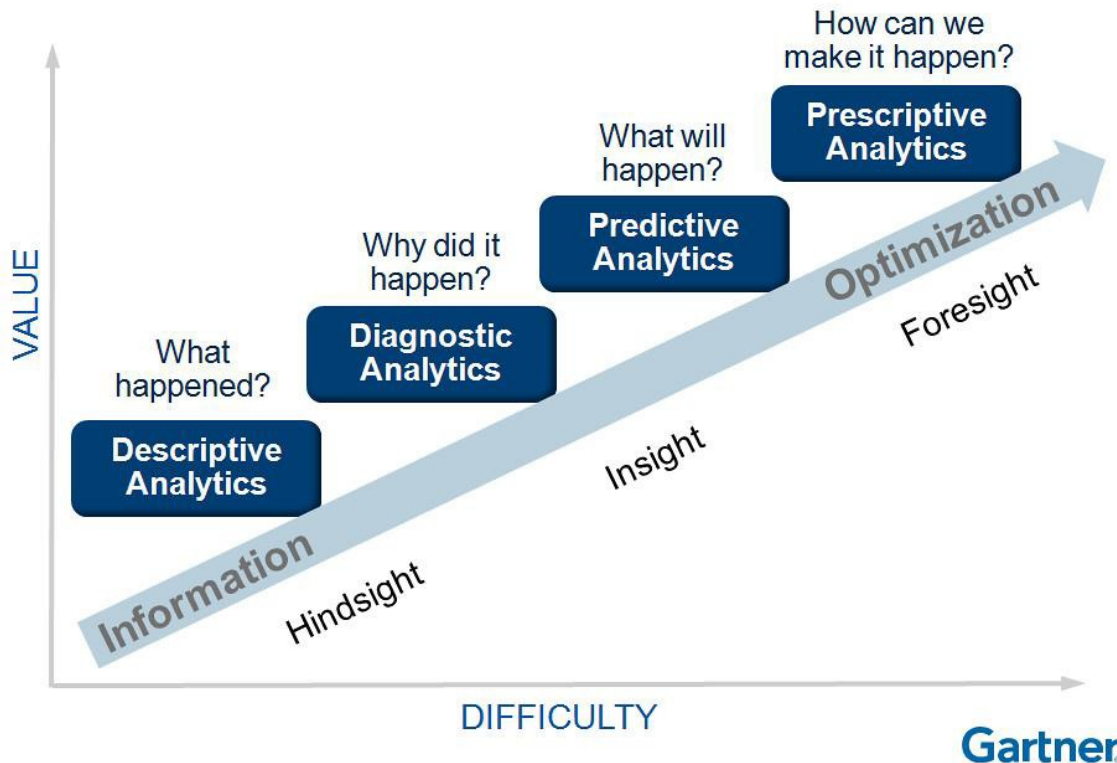 How can we
make it happen?
Prescriptive
Analytics
What will
happen?
Predictive
Analytics
Why did it
happen?
Diagnostic
Analytics
What
happened?
Descriptive
Analytics
VALUE
Information
Optimization
Hindsight
Insight
Foresight
DIFFICULTY
Gartner